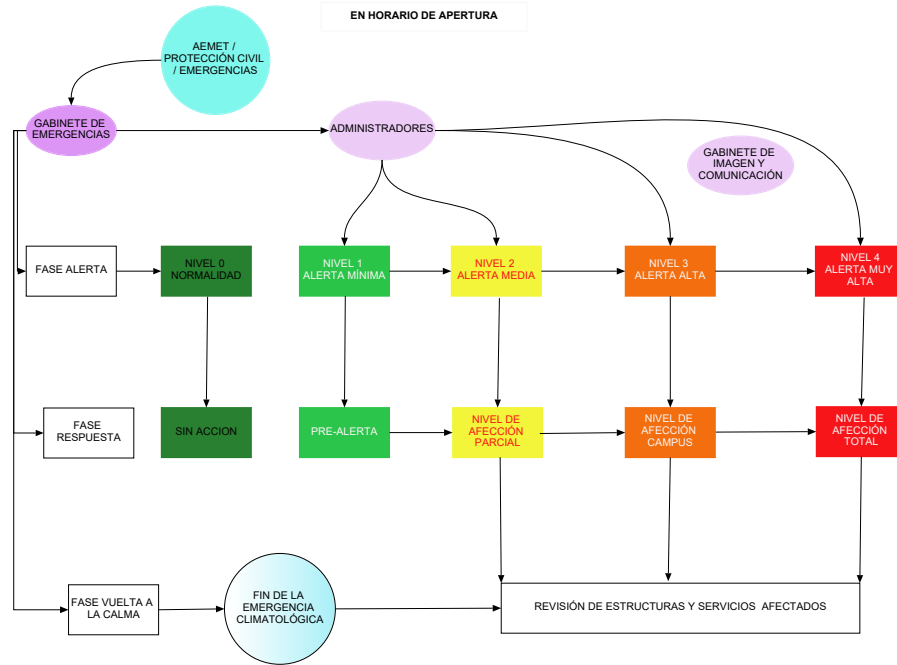 EN HORARIO DE APERTURA
AEMET /
PROTECCIÓN CIVIL
/ EMERGENCIAS
GABINETE DE
EMERGENCIAS
ADMINISTRADORES
GABINETE DE
IMAGEN Y
COMUNICACIÓN
FASE ALERTA
NIVEL 0
NORMALIDAD
NIVEL 1
ALERTA MÍNIMA
NIVEL 2
ALERTA MEDIA
NIVEL 3
ALERTA ALTA
NIVEL 4
ALERTA MUY
ALTA
FASE
RESPUESTA
SIN ACCION
PRE-ALERTA
NIVEL DE
AFECCIÓN
PARCIAL
NIVEL DE
AFECCIÓN
CAMPUS
NIVEL DE
AFECCIÓN
TOTAL
FASE VUELTA A
LA CALMA
FIN DE LA
EMERGENCIA
CLIMATOLÓGICA
REVISIÓN DE ESTRUCTURAS Y SERVICIOS AFECTADOS